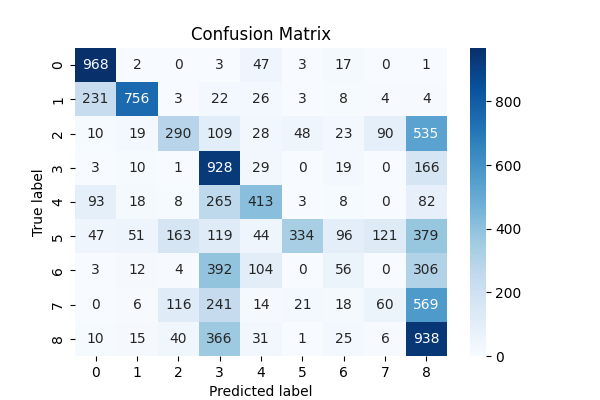 Confusion Matrix
True label
0 968 2 0 3 47 3 17 0 1
1 231 756 3 22 26 3 8 4 4
2 10 19 290 109 28 48 23 90 535
3 3 10 1 928 29 0 19 0 166
4 93 18 8 265 413 3 8 0 82
5 47 51 163 119 44 334 96 121 379
6 3 12 4 392 104 0 56 0 306
7 0 6 116 241 14 21 18 60 569
8 10 15 40 366 31 1 25 6 938
0 1 2 3 4 5 6 7 8
Predicted label
800
600
400
200
0